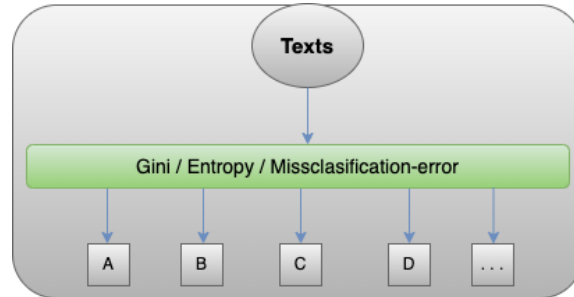 Texts
Gini / Entropy / Missclasification-error
A B C D ...